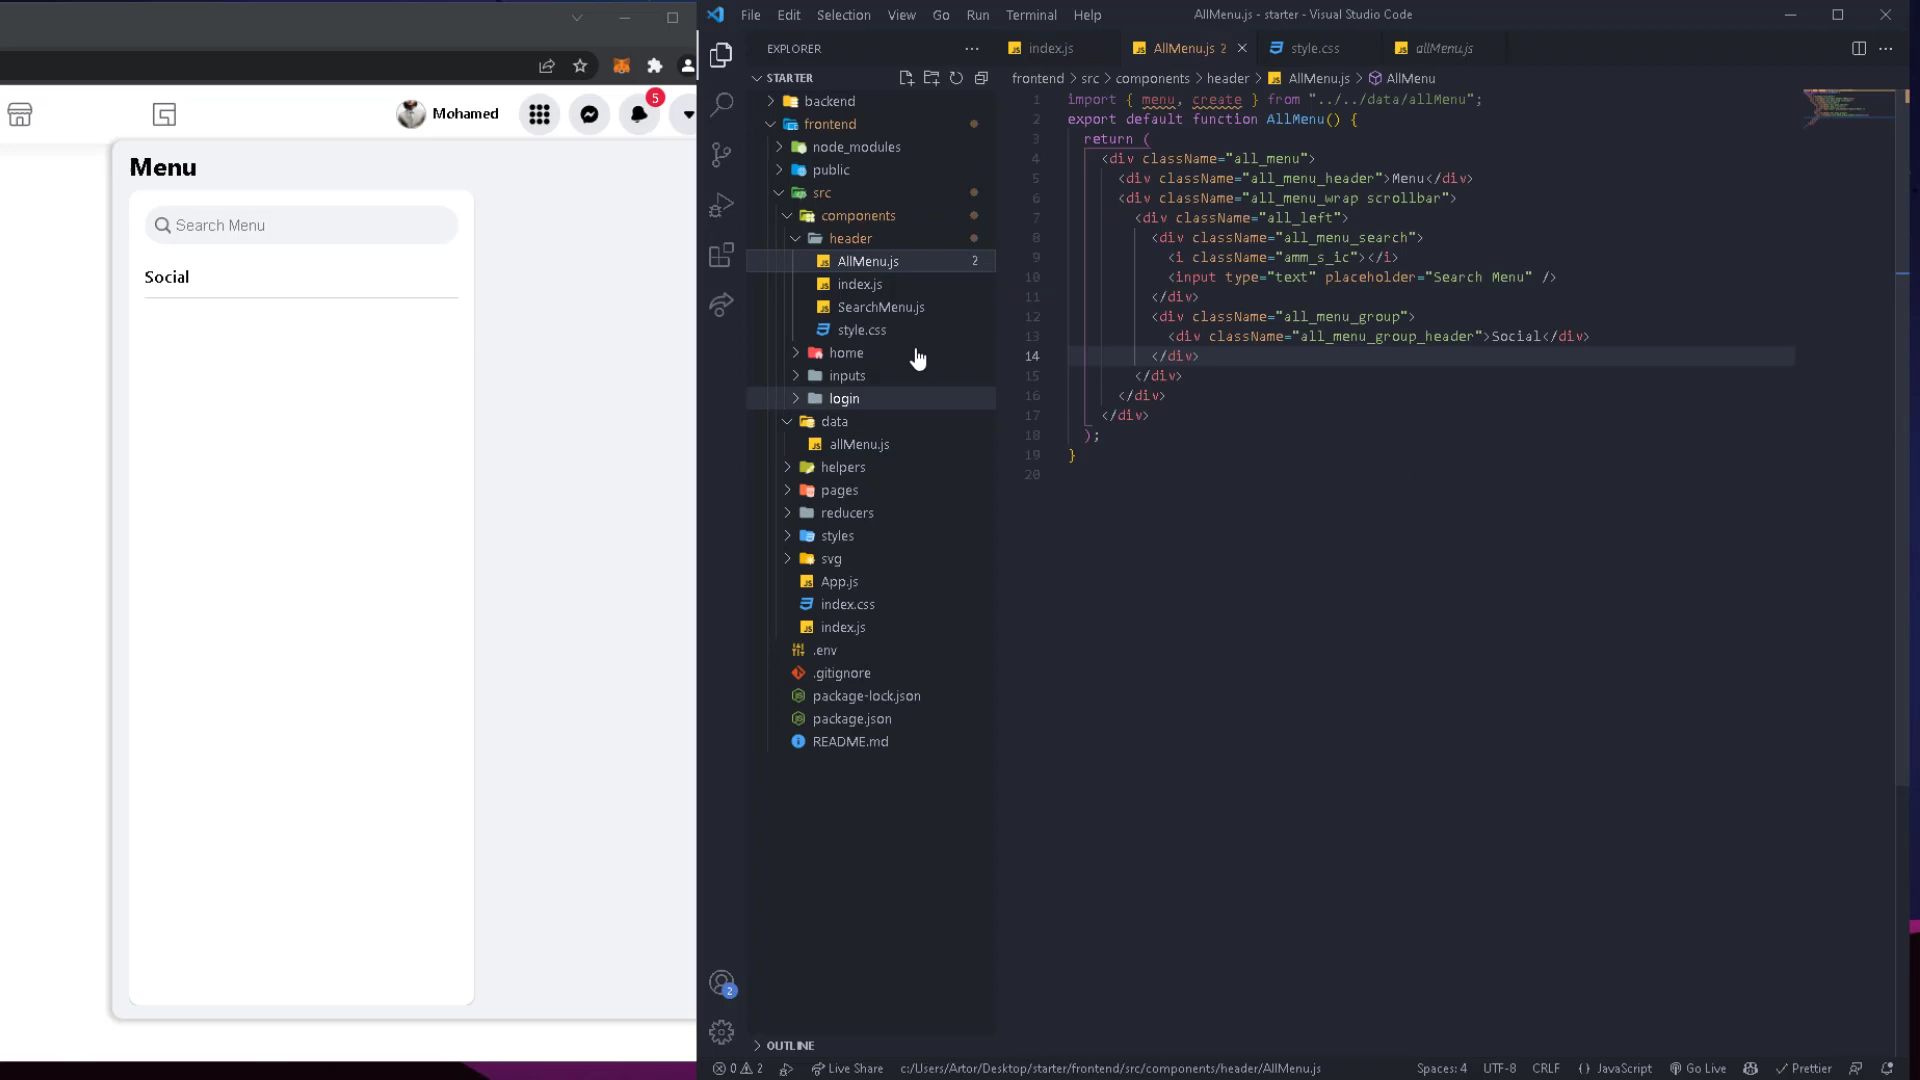 File Edit Selection View Go Run Terminal Help
AllMenu.js - starter - Visual Studio Code
Mohamed
5
Menu
Search Menu
Social
EXPLORER
STARTER
backend
frontend
node_modules
public
src
components
header
AllMenu.js 2
index.js
SearchMenu.js
style.css
home
inputs
login
data
allMenu.js
helpers
pages
reducers
styles
svg
App.js
index.css
index.js
.env
.gitignore
package-lock.json
package.json
README.md
OUTLINE
2
index.js
AllMenu.js 2
style.css
allMenu.js
frontend > src > components > header > AllMenu.js > AllMenu
1 import { menu, create } from "../../data/allMenu";
2 export default function AllMenu() {
3 return (
4 <div className="all_menu">
5 <div className="all_menu_header">Menu</div>
6 <div className="all_menu_wrap scrollbar">
7 <div className="all_left">
8 <div className="all_menu_search">
9 <i className="amm_s_ic"></i>
10 <input type="text" placeholder="Search Menu" />
11 </div>
12 <div className="all_menu_group">
13 <div className="all_menu_group_header">Social</div>
14 </div>
15 </div>
16 </div>
17 </div>
18 );
19 }
20
0 2 Live Share c:/Users/Artor/Desktop/starter/frontend/src/components/header/AllMenu.js Spaces: 4 UTF-8 CRLF {} JavaScript Go Live Prettier